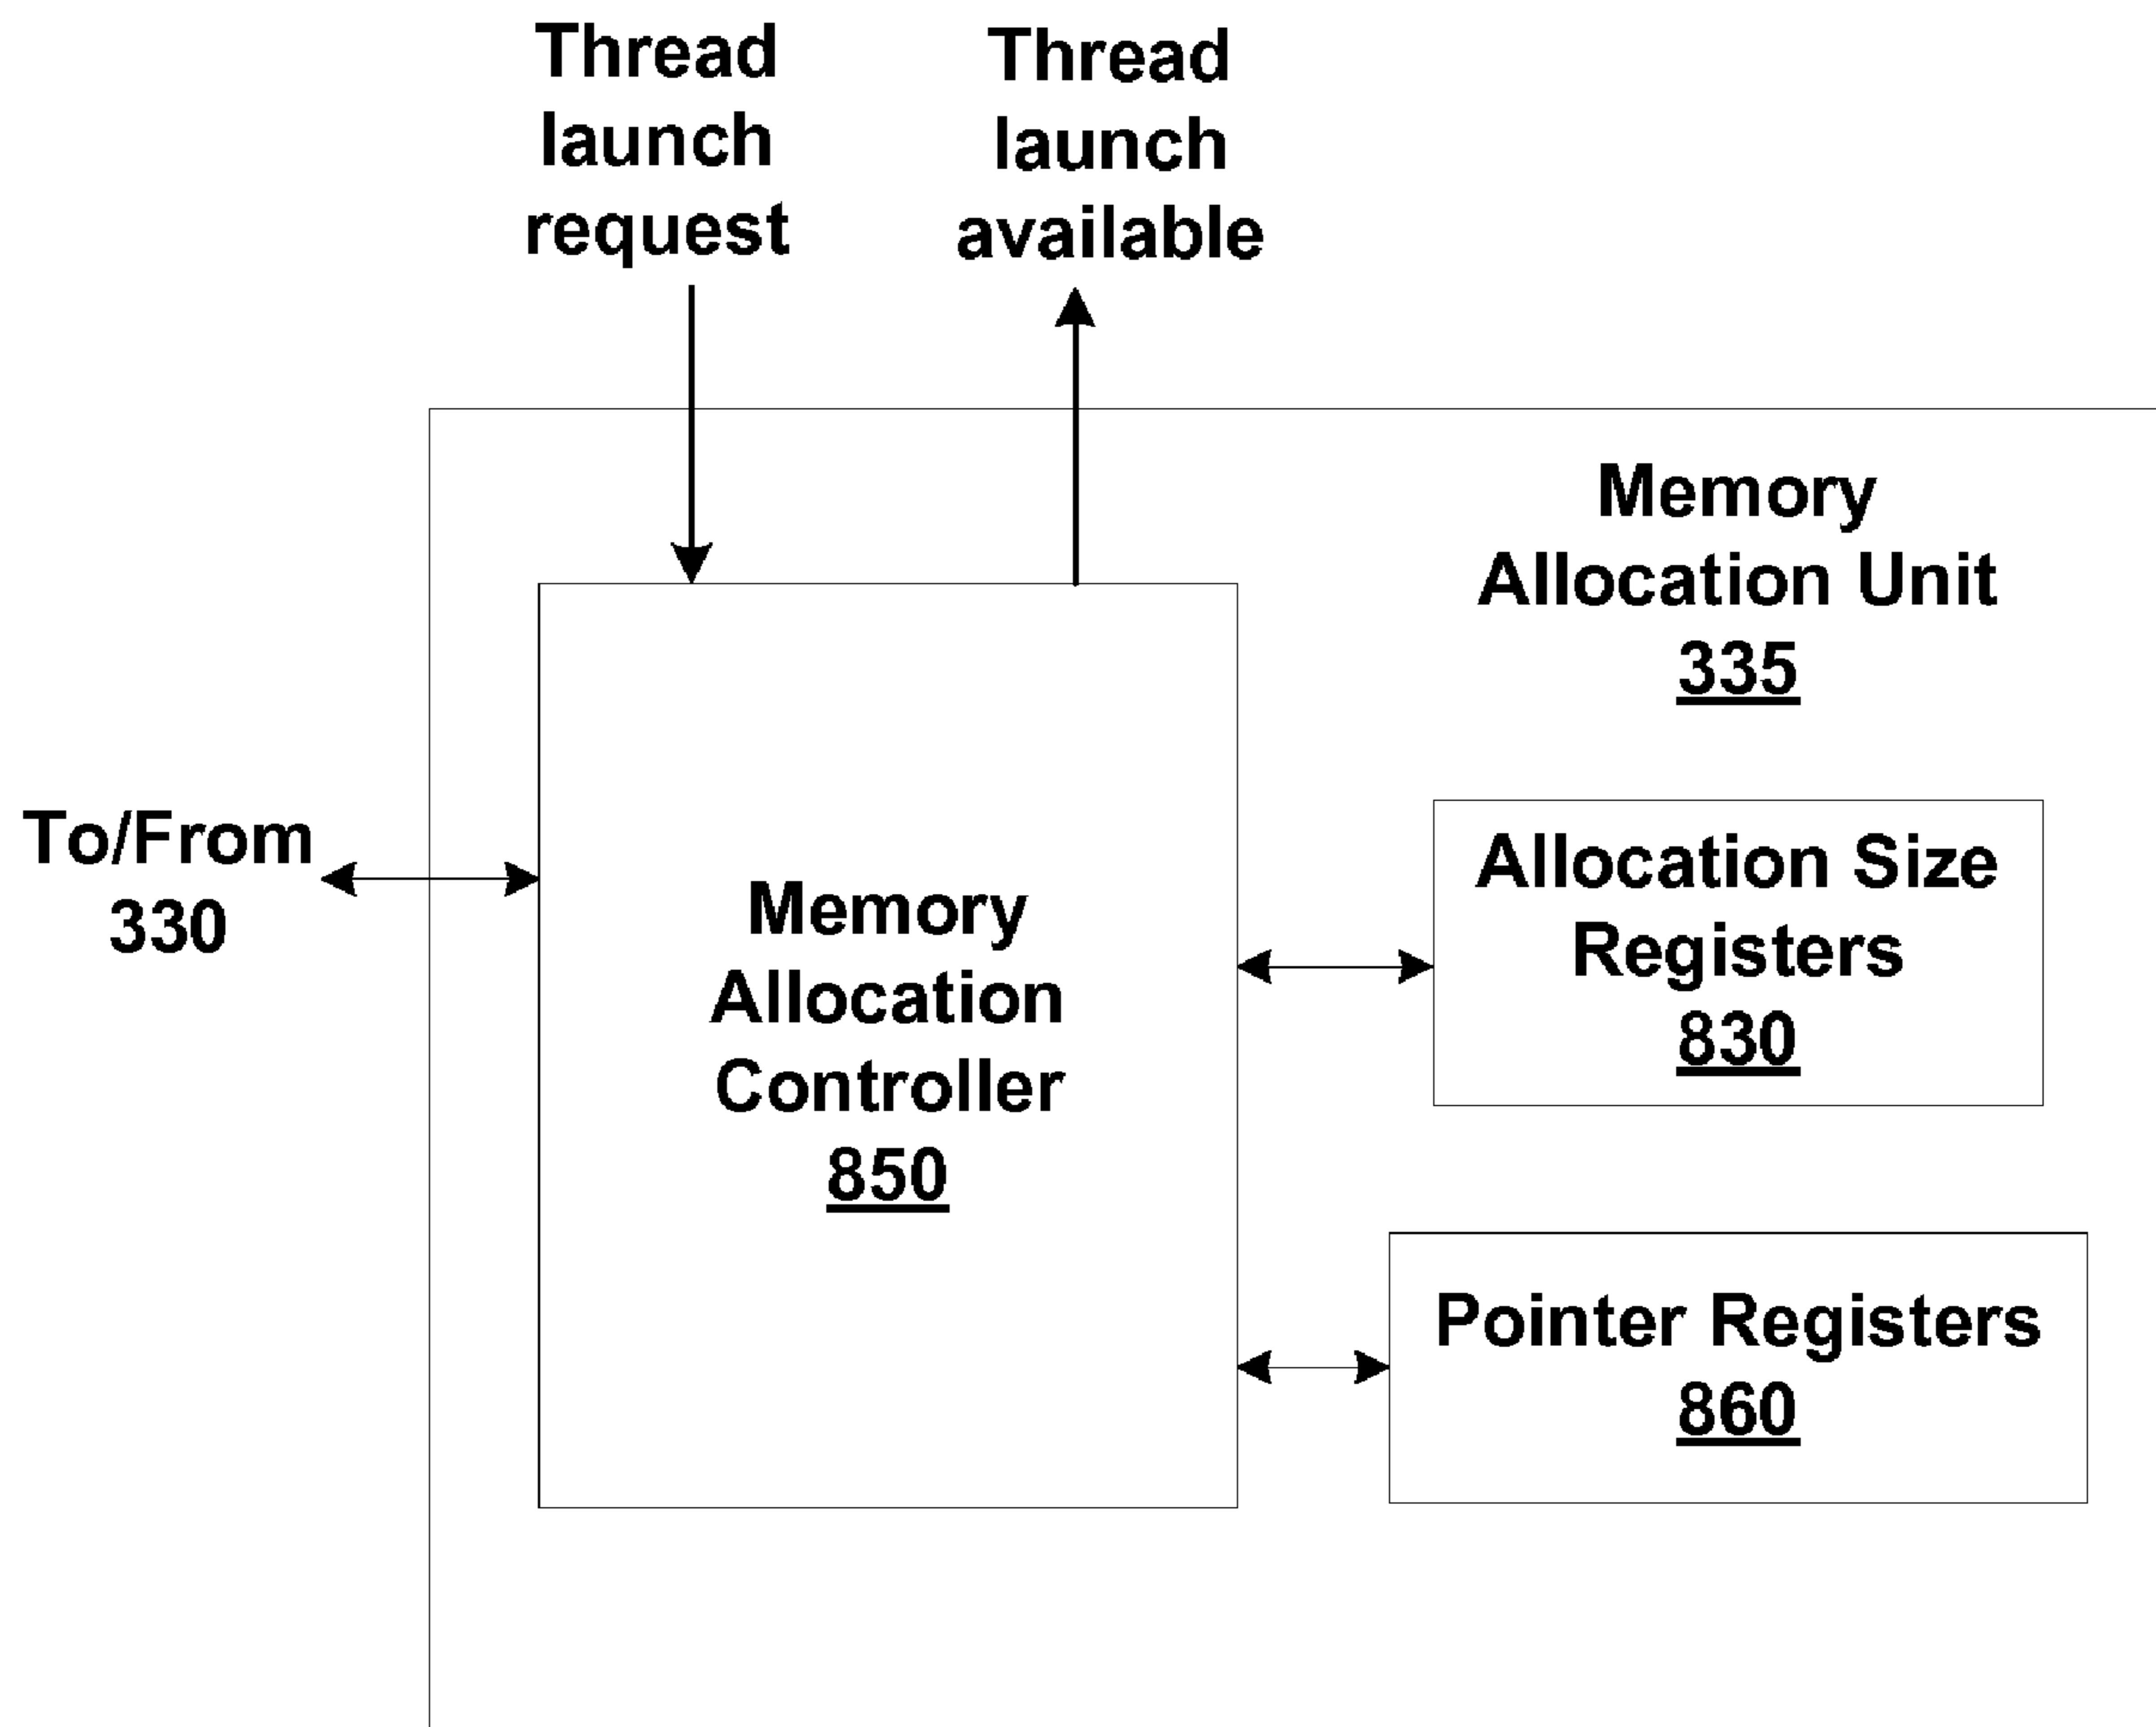 Thread
launch
request
Thread
launch
available
Memory
Allocation Unit
335
To/From
330
Memory
Allocation
Controller
850
Allocation Size
Registers
830
Pointer Registers
860